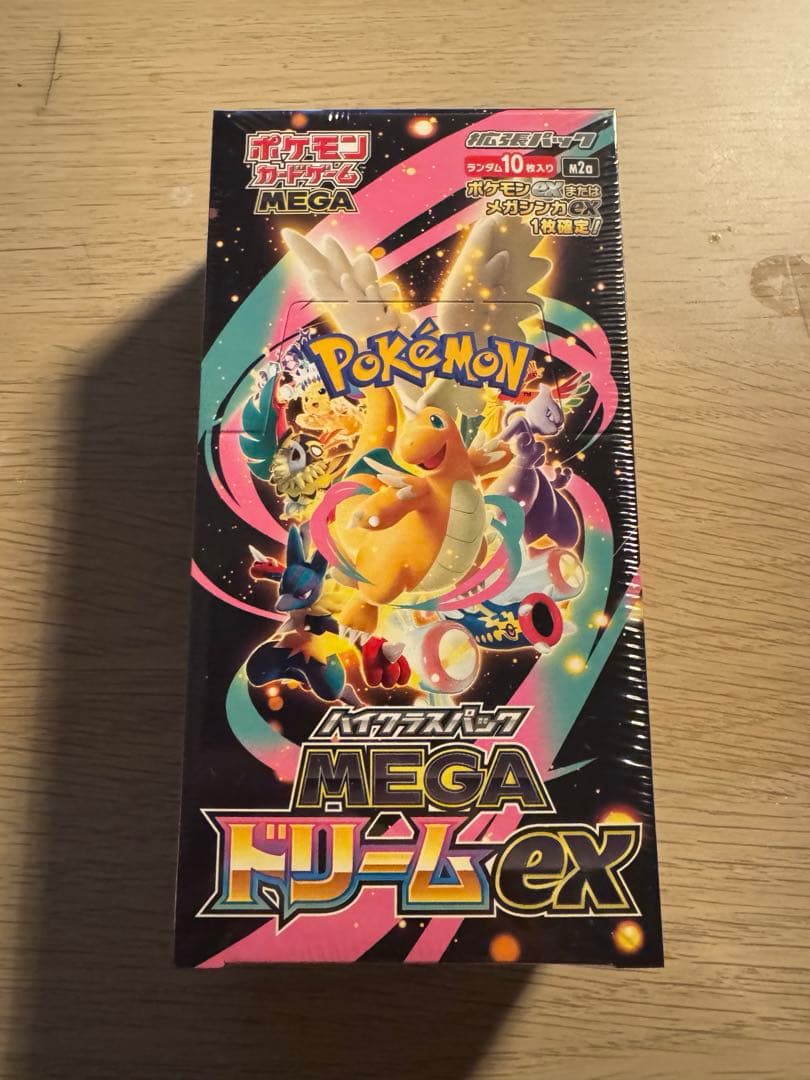 ポケモン
カードゲーム
MEGA
拡張パック
ランダム10枚入り M2a
ポケモンexまたは
メガシンカex
1枚確定!
POKéMON
TM
ハイクラスパック
MEGA
ドリームex